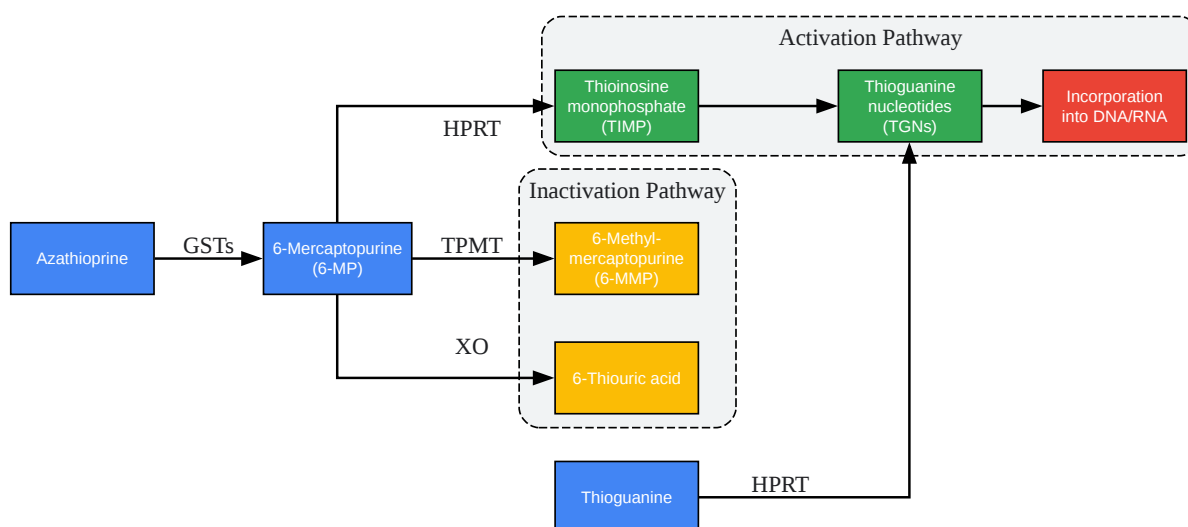 Activation Pathway
Thioinosine
monophosphate
(TIMP)
Thioguanine
nucleotides
(TGNs)
Incorporation
into DNA/RNA
HPRT
Inactivation Pathway
Azathioprine
GSTs
6-Mercaptopurine
(6-MP)
TPMT
6-Methyl-
mercaptopurine
(6-MMP)
XO
6-Thiouric acid
Thioguanine
HPRT